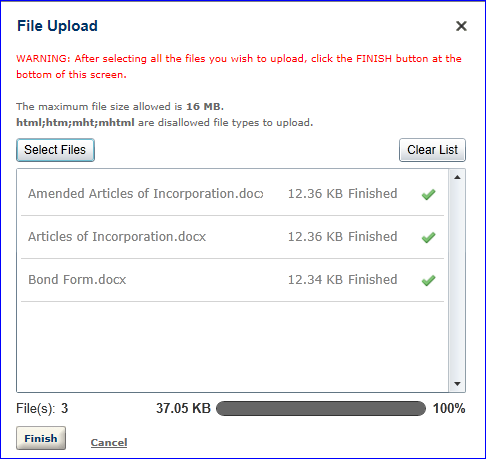 File Upload
WARNING: After selecting all the files you wish to upload, click the FINISH button at the
bottom of this screen.
The maximum file size allowed is 16 MB.
html;htm;mht;mhtml are disallowed file types to upload.
Select Files Clear List
Amended Articles of Incorporation.docx 12.36 KB Finished
Articles of Incorporation.docx 12.36 KB Finished
Bond Form.docx 12.34 KB Finished
File(s): 3 37.05 KB 100%
Finish Cancel